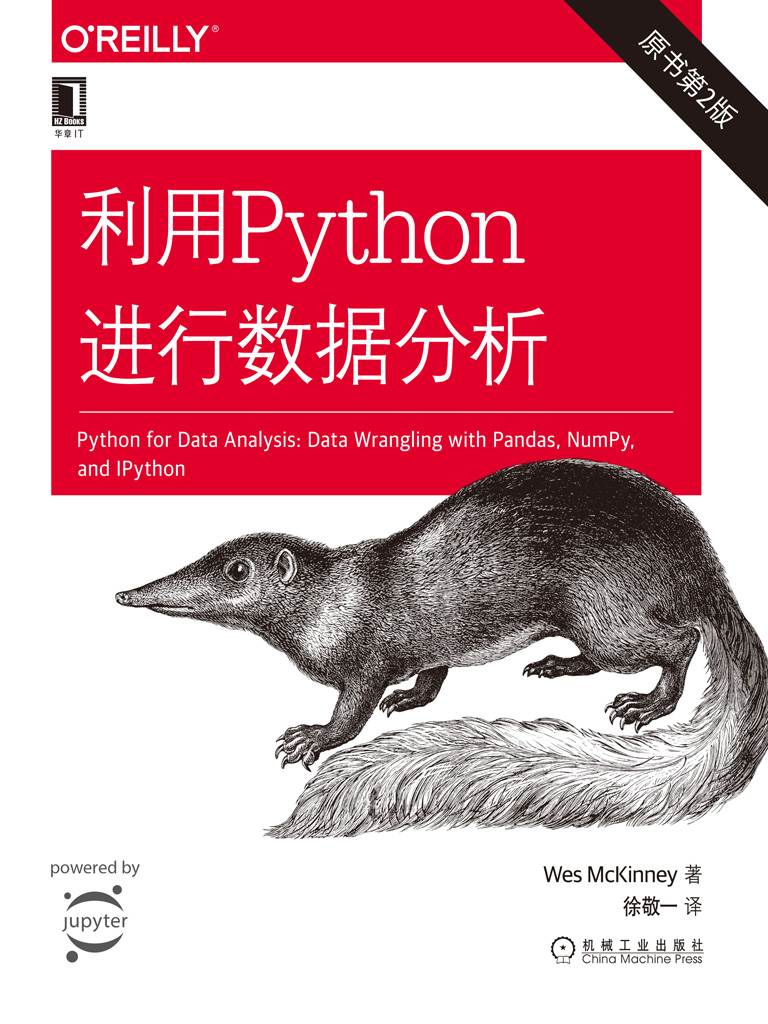 O'REILLY®
原书第2版
HZ BOOKS
华章IT
利用Python
进行数据分析
Python for Data Analysis: Data Wrangling with Pandas, NumPy,
and IPython
powered by
jupyter
Wes McKinney 著
徐敬一 译
机械工业出版社
China Machine Press